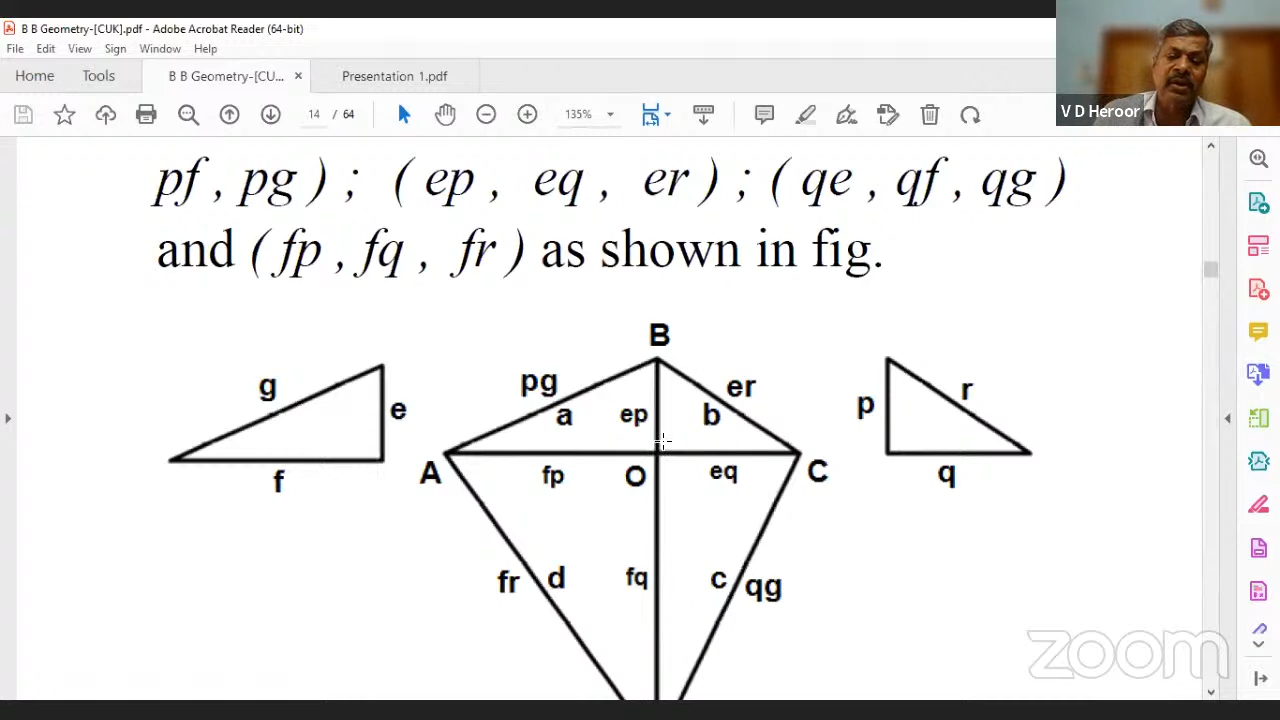 B B Geometry-[CUK].pdf - Adobe Acrobat Reader (64-bit)
File Edit View Sign Window Help
Home Tools B B Geometry-[CU... × Presentation 1.pdf
14 / 64 135%
V D Heroor
pf , pg ) ; ( ep , eq , er ) ; ( qe , qf , qg )
and ( fp , fq , fr ) as shown in fig.
B
g pg er r
e a ep b p
A fp O eq C
f q
fr d fq c qg
zoom